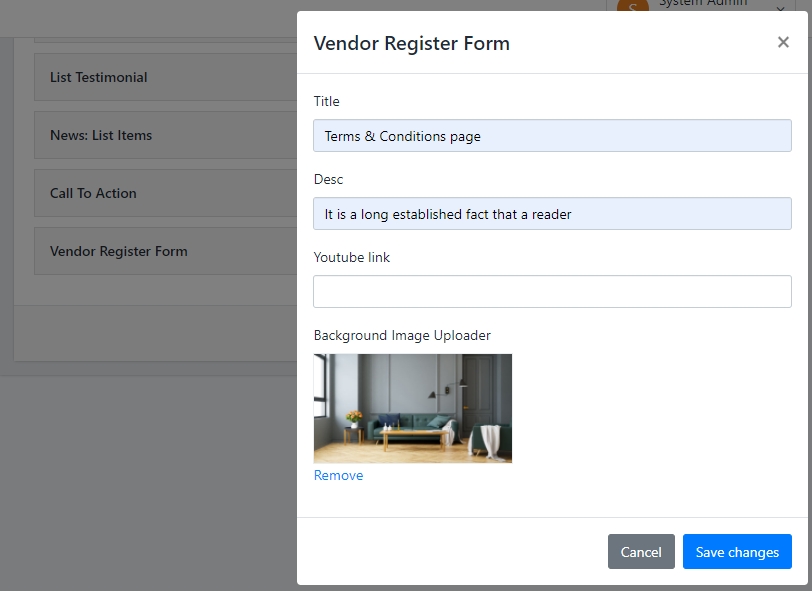 S System Admin
List Testimonial
News: List Items
Call To Action
Vendor Register Form
Vendor Register Form ×
Title
Terms & Conditions page
Desc
It is a long established fact that a reader
Youtube link
Background Image Uploader
Remove
Cancel Save changes